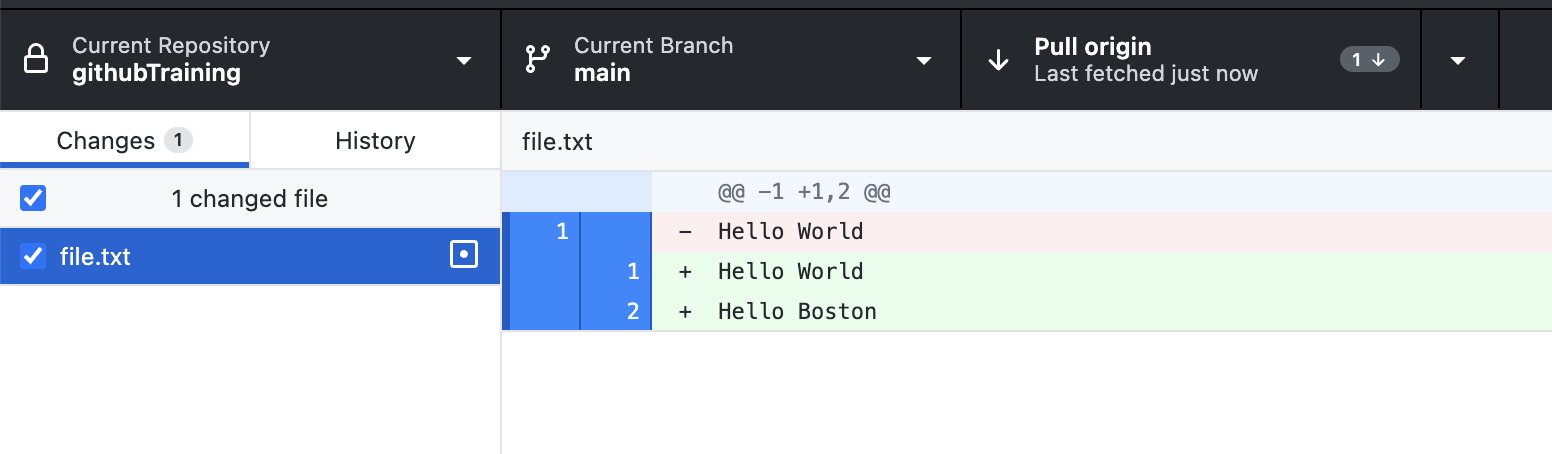 Current Repository
githubTraining
Current Branch
main
Pull origin
Last fetched just now
1
Changes 1
History
1 changed file
file.txt
file.txt
@@ -1 +1,2 @@
1 - Hello World
1 + Hello World
2 + Hello Boston